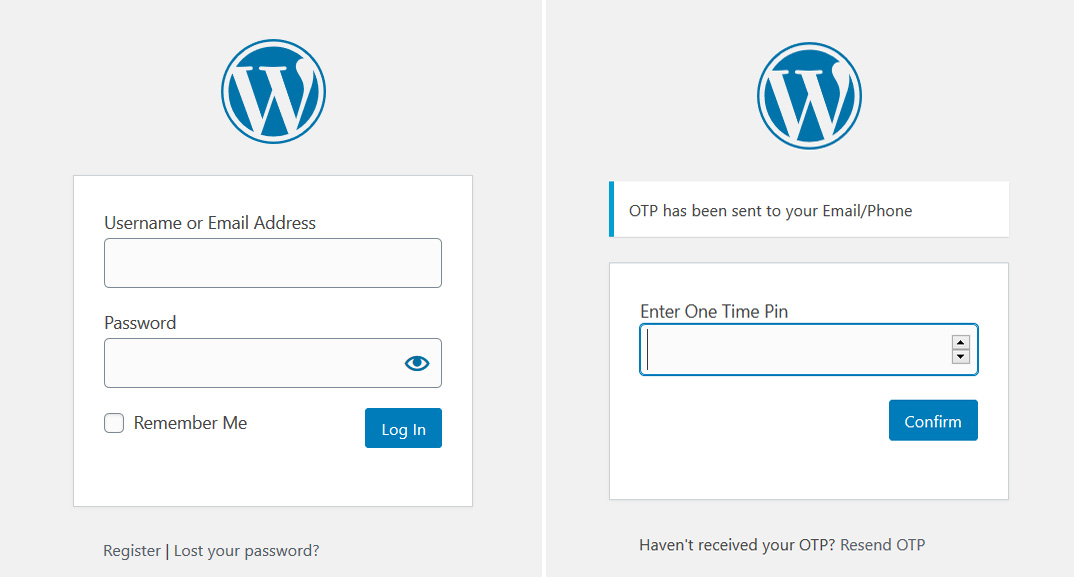 Username or Email Address
Password
Remember Me
Log In
Register | Lost your password?
OTP has been sent to your Email/Phone
Enter One Time Pin
Confirm
Haven't received your OTP? Resend OTP